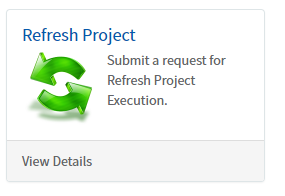 Refresh Project
Submit a request for
Refresh Project
Execution.
View Details